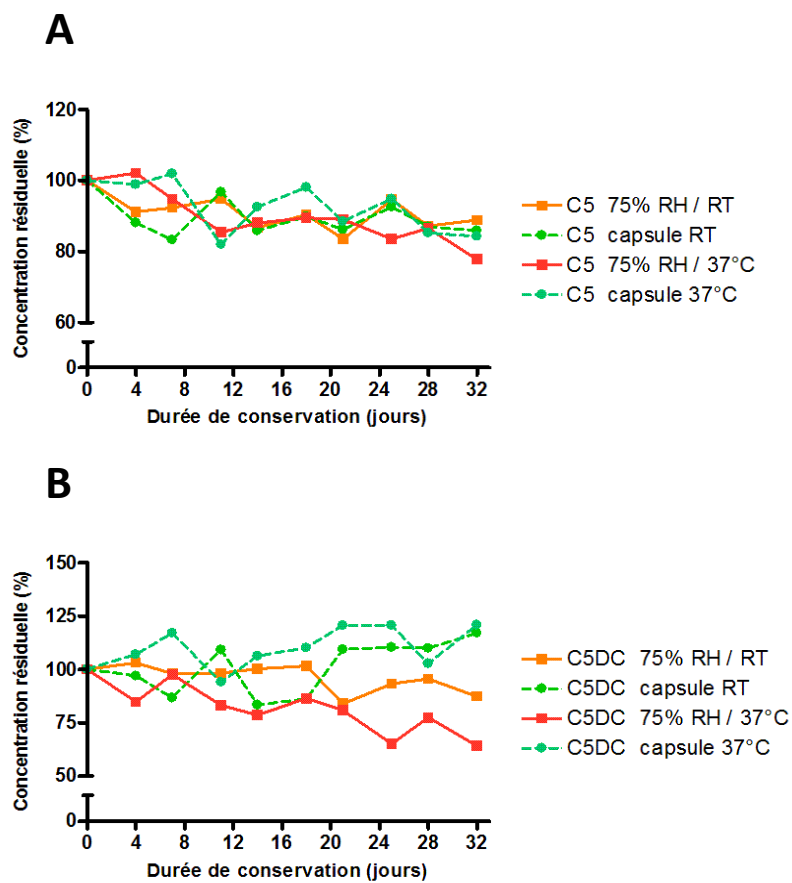 A
Concentration résiduelle (%)
120
100
80
60
0
0 4 8 12 16 20 24 28 32
Durée de conservation (jours)
C5 75% RH / RT
C5 capsule RT
C5 75% RH / 37°C
C5 capsule 37°C
B
Concentration résiduelle (%)
150
125
100
75
50
0
0 4 8 12 16 20 24 28 32
Durée de conservation (jours)
C5DC 75% RH / RT
C5DC capsule RT
C5DC 75% RH / 37°C
C5DC capsule 37°C